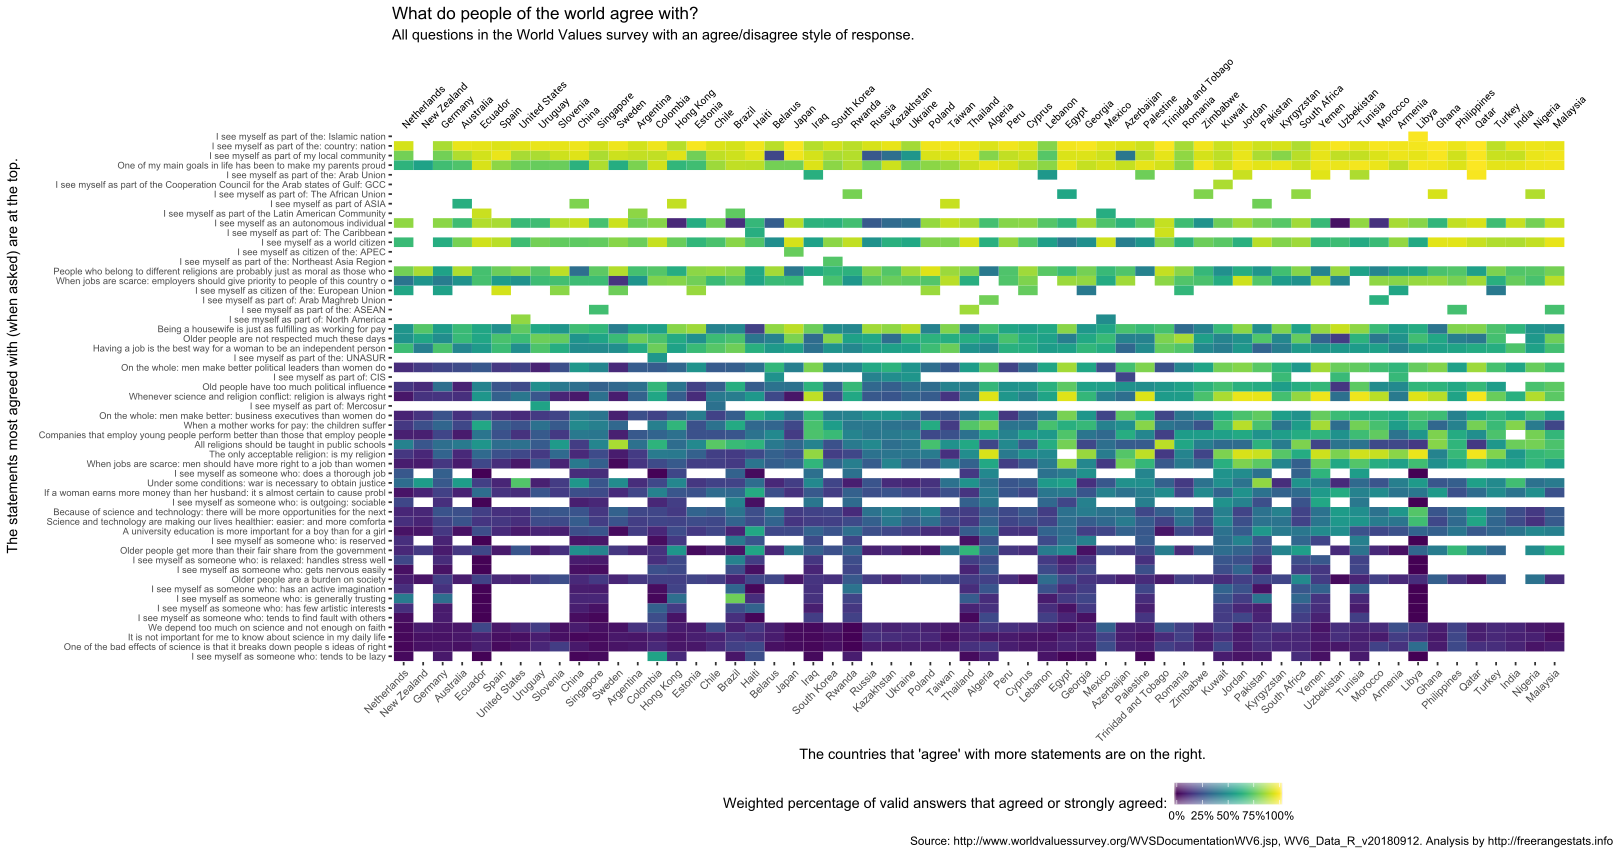 What do people of the world agree with?
All questions in the World Values survey with an agree/disagree style of response.
Netherlands
New Zealand
Germany
Australia
Ecuador
Spain
United States
Uruguay
Slovenia
China
Singapore
Sweden
Argentina
Colombia
Hong Kong
Estonia
Chile
Brazil
Haiti
Belarus
Japan
Iraq
South Korea
Rwanda
Russia
Kazakhstan
Ukraine
Poland
Taiwan
Thailand
Algeria
Peru
Cyprus
Lebanon
Egypt
Georgia
Mexico
Azerbaijan
Palestine
Trinidad and Tobago
Romania
Zimbabwe
Kuwait
Jordan
Pakistan
Kyrgyzstan
South Africa
Yemen
Uzbekistan
Tunisia
Morocco
Armenia
Libya
Ghana
Philippines
Qatar
Turkey
India
Nigeria
Malaysia
The statements most agreed with (when asked) are at the top.
I see myself as part of the: Islamic nation
I see myself as part of the: country: nation
I see myself as part of my local community
One of my main goals in life has been to make my parents proud
I see myself as part of the: Arab Union
I see myself as part of the Cooperation Council for the Arab states of Gulf: GCC
I see myself as part of: The African Union
I see myself as part of ASIA
I see myself as part of the Latin American Community
I see myself as an autonomous individual
I see myself as part of: The Caribbean
I see myself as a world citizen
I see myself as citizen of the: APEC
I see myself as part of the: Northeast Asia Region
People who belong to different religions are probably just as moral as those who
When jobs are scarce: employers should give priority to people of this country o
I see myself as citizen of the: European Union
I see myself as part of: Arab Maghreb Union
I see myself as part of the: ASEAN
I see myself as part of: North America
Being a housewife is just as fulfilling as working for pay
Older people are not respected much these days
Having a job is the best way for a woman to be an independent person
I see myself as part of the: UNASUR
On the whole: men make better political leaders than women do
I see myself as part of: CIS
Old people have too much political influence
Whenever science and religion conflict: religion is always right
I see myself as part of: Mercosur
On the whole: men make better: business executives than women do
When a mother works for pay: the children suffer
Companies that employ young people perform better than those that employ people
All religions should be taught in public schools
The only acceptable religion: is my religion
When jobs are scarce: men should have more right to a job than women
I see myself as someone who: does a thorough job
Under some conditions: war is necessary to obtain justice
If a woman earns more money than her husband: it s almost certain to cause probl
I see myself as someone who: is outgoing: sociable
Because of science and technology: there will be more opportunities for the next
Science and technology are making our lives healthier: easier: and more comforta
A university education is more important for a boy than for a girl
I see myself as someone who: is reserved
Older people get more than their fair share from the government
I see myself as someone who: is relaxed: handles stress well
I see myself as someone who: gets nervous easily
Older people are a burden on society
I see myself as someone who: has an active imagination
I see myself as someone who: is generally trusting
I see myself as someone who: has few artistic interests
I see myself as someone who: tends to find fault with others
We depend too much on science and not enough on faith
It is not important for me to know about science in my daily life
One of the bad effects of science is that it breaks down people s ideas of right
I see myself as someone who: tends to be lazy
Netherlands
New Zealand
Germany
Australia
Ecuador
Spain
United States
Uruguay
Slovenia
China
Singapore
Sweden
Argentina
Colombia
Hong Kong
Estonia
Chile
Brazil
Haiti
Belarus
Japan
Iraq
South Korea
Rwanda
Russia
Kazakhstan
Ukraine
Poland
Taiwan
Thailand
Algeria
Peru
Cyprus
Lebanon
Egypt
Georgia
Mexico
Azerbaijan
Palestine
Trinidad and Tobago
Romania
Zimbabwe
Kuwait
Jordan
Pakistan
Kyrgyzstan
South Africa
Yemen
Uzbekistan
Tunisia
Morocco
Armenia
Libya
Ghana
Philippines
Qatar
Turkey
India
Nigeria
Malaysia
The countries that 'agree' with more statements are on the right.
Weighted percentage of valid answers that agreed or strongly agreed:
0% 25% 50% 75% 100%
Source: http://www.worldvaluessurvey.org/WVSDocumentationWV6.jsp, WV6_Data_R_v20180912. Analysis by http://freerangestats.info